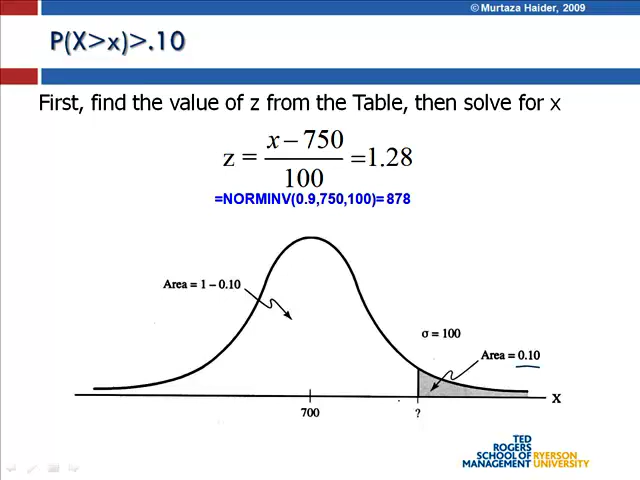 © Murtaza Haider, 2009
P(X>x)>.10
First, find the value of z from the Table, then solve for x
z = (x – 750)/100 = 1.28
=NORMINV(0.9,750,100)= 878
Area = 1 – 0.10
σ = 100
Area = 0.10
700
?
X
TED
ROGERS
SCHOOL OF
MANAGEMENT
RYERSON
UNIVERSITY